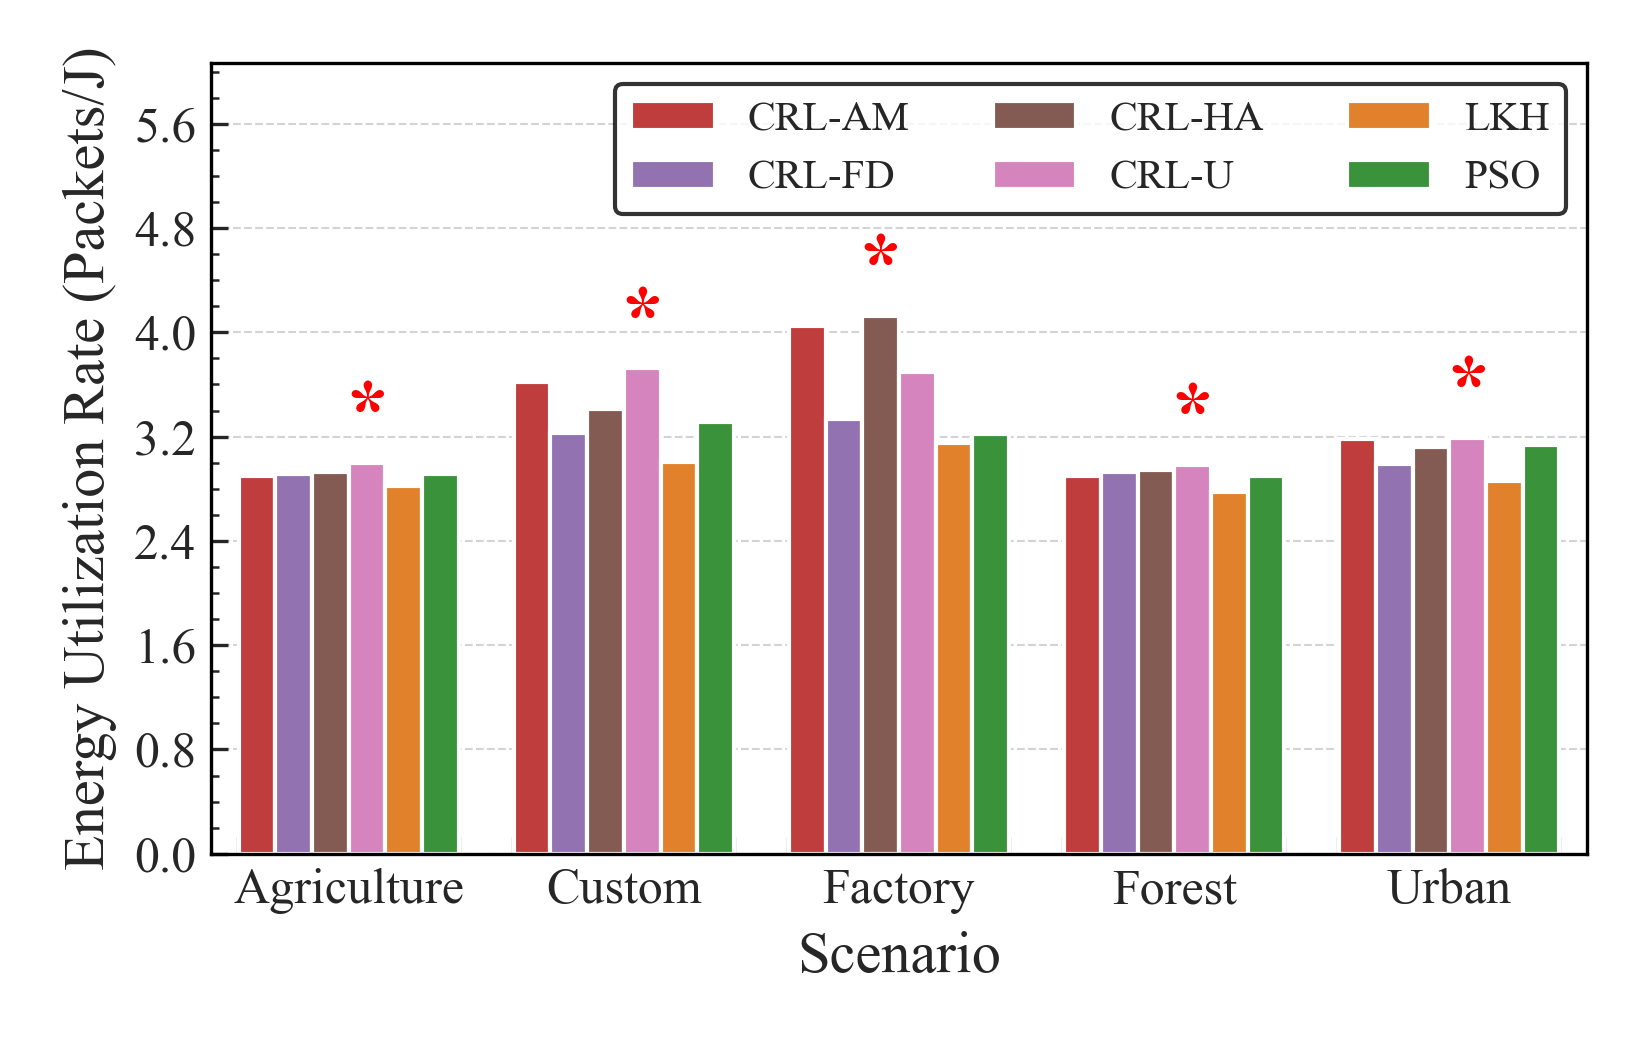 Energy Utilization Rate (Packets/J)
5.6
4.8
4.0
3.2
2.4
1.6
0.8
0.0
CRL-AM CRL-HA LKH
CRL-FD CRL-U PSO
*
*
*
*
*
Agriculture Custom Factory Forest Urban
Scenario